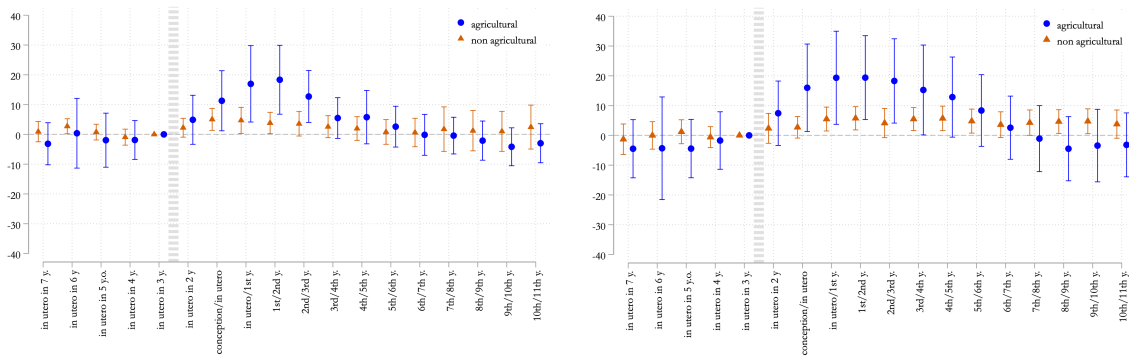 40
30
20
10
0
-10
-20
-30
-40
agricultural
non agricultural
in utero in 7 y.
in utero in 6 y
in utero in 5 y.o.
in utero in 4 y.
in utero in 3 y.
in utero in 2 y
conception/in utero
in utero/1st y.
1st/2nd y.
2nd/3rd y.
3rd/4th y.
4th/5th y.
5th/6th y.
6th/7th y.
7th/8th y.
8th/9th y.
9th/10th y.
10th/11th y.
40
30
20
10
0
-10
-20
-30
-40
agricultural
non agricultural
in utero in 7 y.
in utero in 6 y
in utero in 5 y.o.
in utero in 4 y.
in utero in 3 y.
in utero in 2 y
conception/in utero
in utero/1st y.
1st/2nd y.
2nd/3rd y.
3rd/4th y.
4th/5th y.
5th/6th y.
6th/7th y.
7th/8th y.
8th/9th y.
9th/10th y.
10th/11th y.